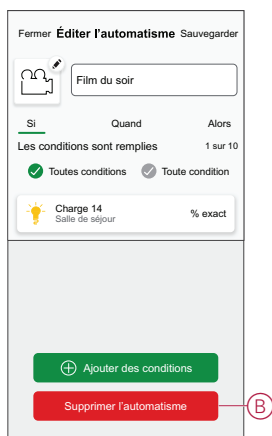 Fermer Éditer l'automatisme Sauvegarder
Film du soir
Si Quand Alors
Les conditions sont remplies 1 sur 10
Toutes conditions Toute condition
Charge 14
Salle de séjour
% exact
Ajouter des conditions
Supprimer l'automatisme
B